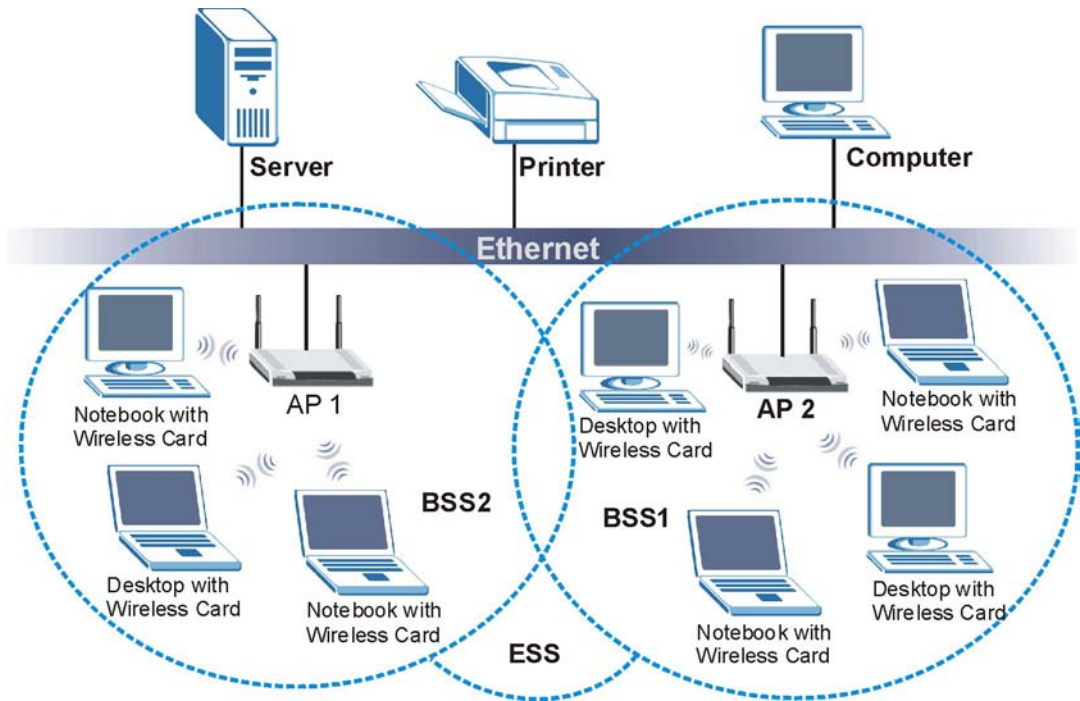 Server
Printer
Computer
Ethernet
Notebook with
Wireless Card
AP 1
Desktop with
Wireless Card
AP 2
Notebook with
Wireless Card
Desktop with
Wireless Card
Notebook with
Wireless Card
BSS2
BSS1
Notebook with
Wireless Card
Desktop with
Wireless Card
ESS